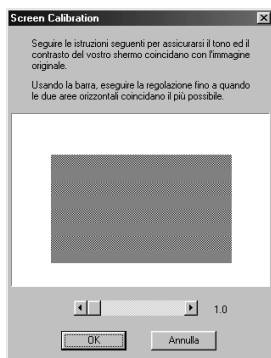 Screen Calibration
Seguire le istruzioni seguenti per assicurarsi il tono ed il
contrasto del vostro shermo coincidano con l'immagine
originale.
Usando la barra, eseguire la regolazione fino a quando
le due aree orizzontali coincidano il più possibile.
1.0
OK
Annulla